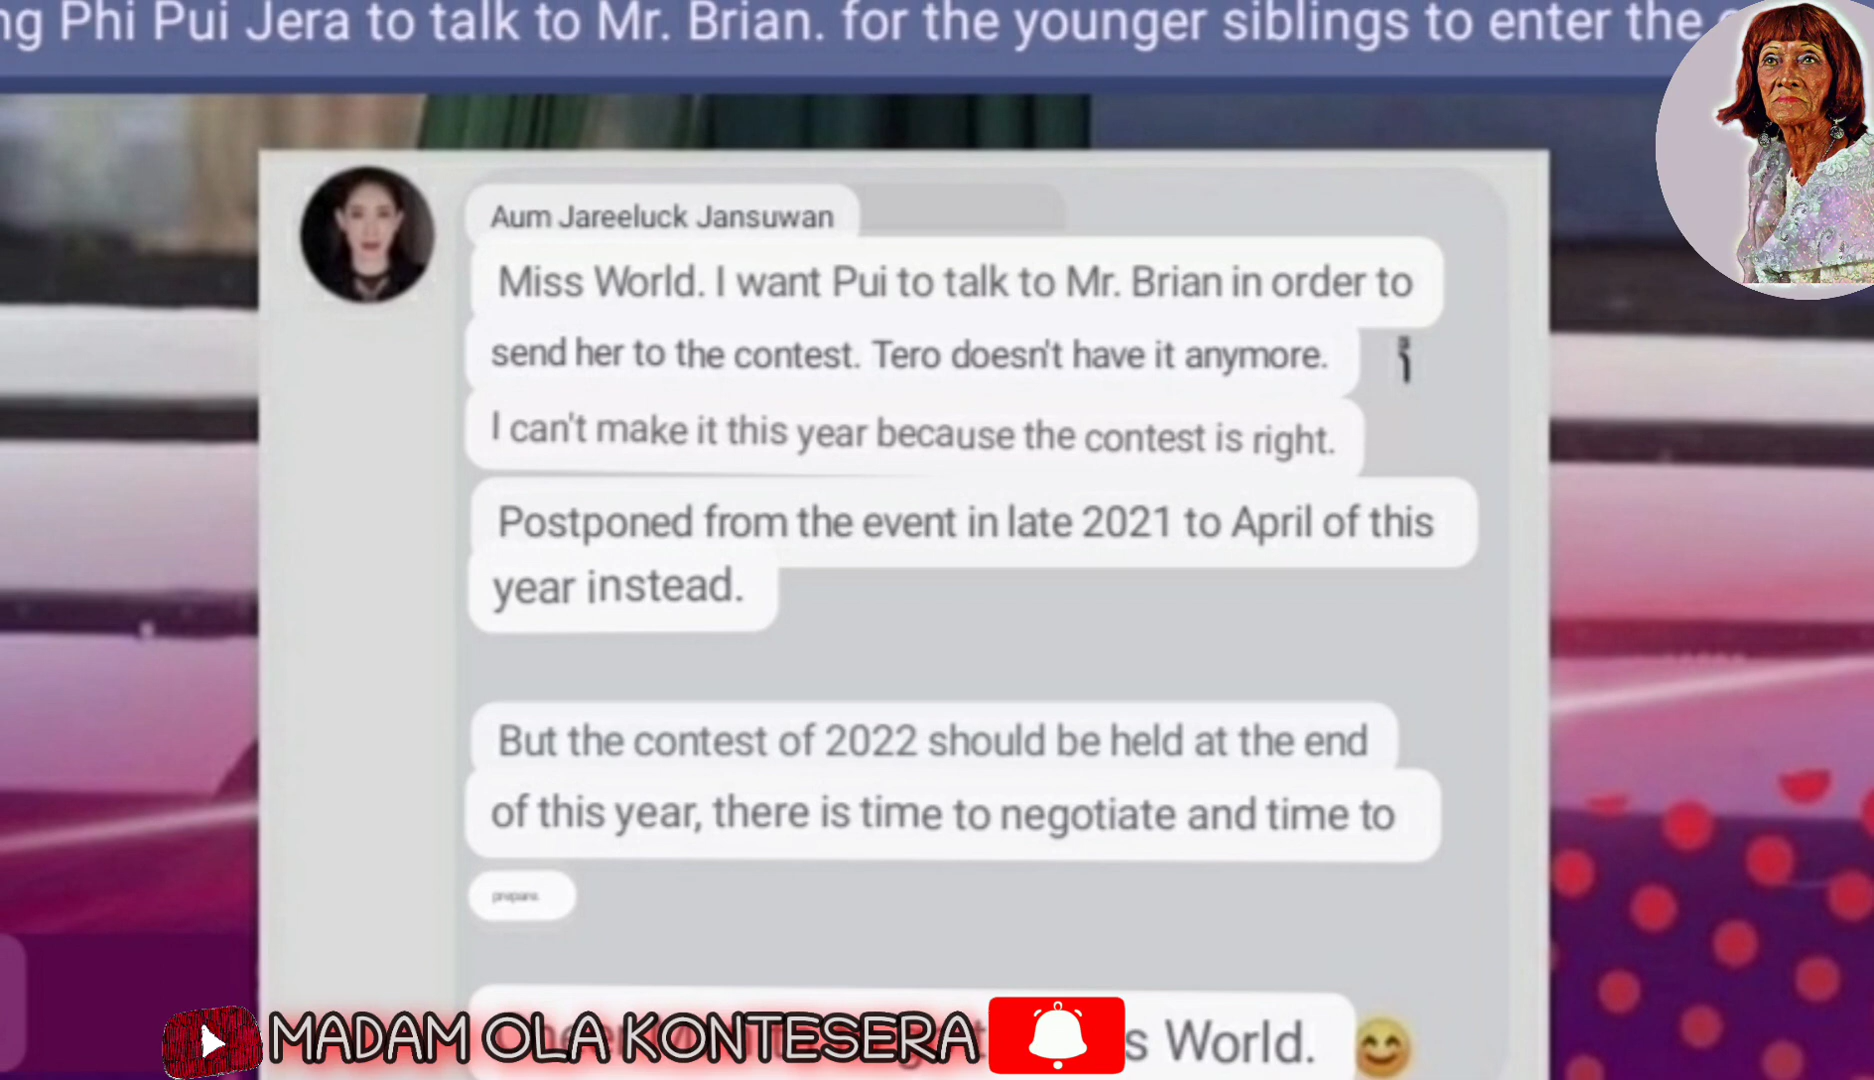 ng Phi Pui Jera to talk to Mr. Brian. for the younger siblings to enter the
Aum Jareeluck Jansuwan
Miss World. I want Pui to talk to Mr. Brian in order to
send her to the contest. Tero doesn't have it anymore.
I can't make it this year because the contest is right.
Postponed from the event in late 2021 to April of this
year instead.
But the contest of 2022 should be held at the end
of this year, there is time to negotiate and time to
prepare.
s World.
MADAM OLA KONTESERA